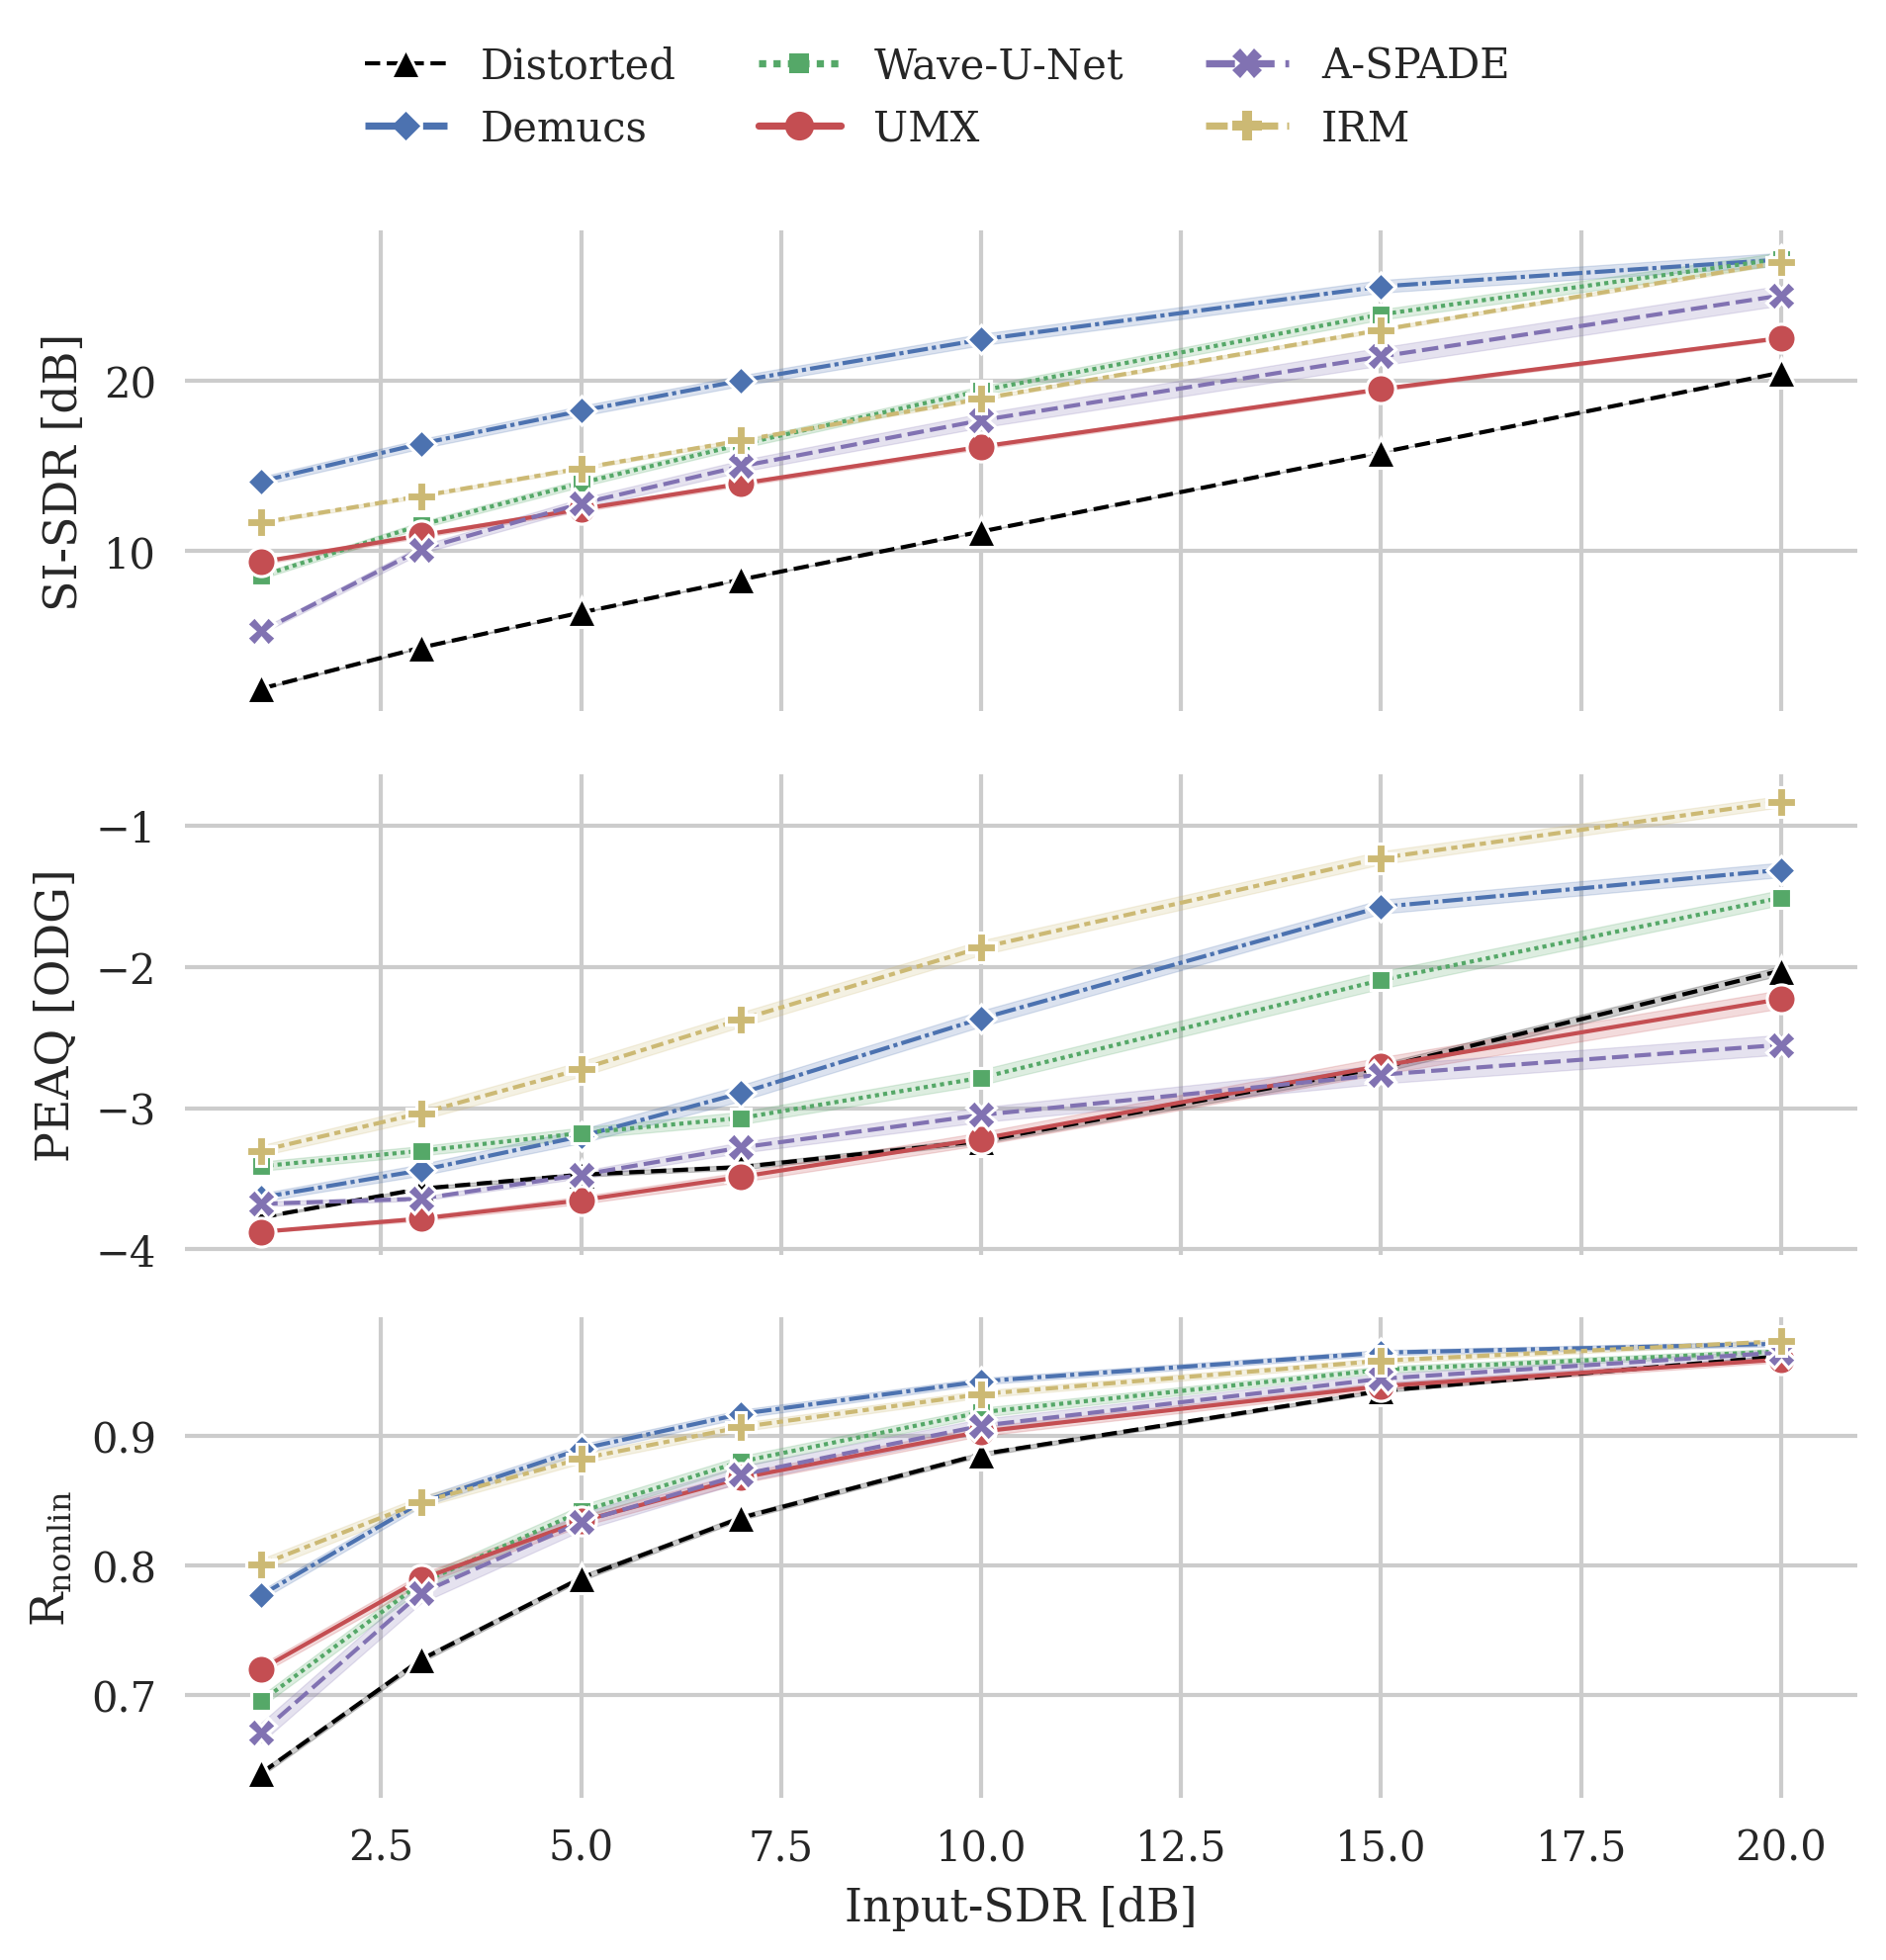 Distorted Wave-U-Net A-SPADE
Demucs UMX IRM
SI-SDR [dB]
20
10
PEAQ [ODG]
−1
−2
−3
−4
Rnonlin
0.9
0.8
0.7
2.5 5.0 7.5 10.0 12.5 15.0 17.5 20.0
Input-SDR [dB]